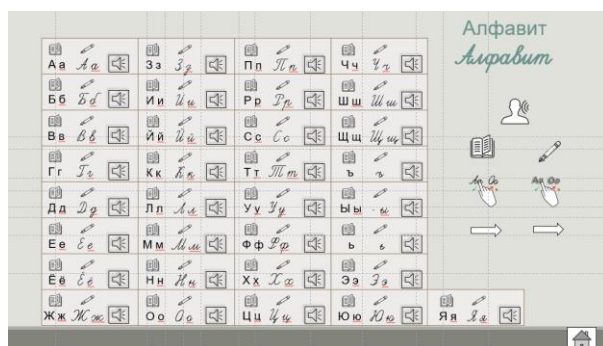 Алфавит
Алфавит
Аа Аа Зз Зз Пп Пп Чч Чч
Бб Бб Ии Ии Рр Рр Шш Шш
Вв Вв Йй Йй Сс Сс Щщ Щщ
Гг Гг Кк Кк Тт Тт ъ ъ
Дд Дд Лл Лл Уу Уу Ыы ы
Ее Ее Мм Мм Фф Фф ь ь
Ёё Ёё Нн Нн Хх Хх Ээ Ээ
Жж Жж Оо Оо Цц Цц Юю Юю Яя Яя